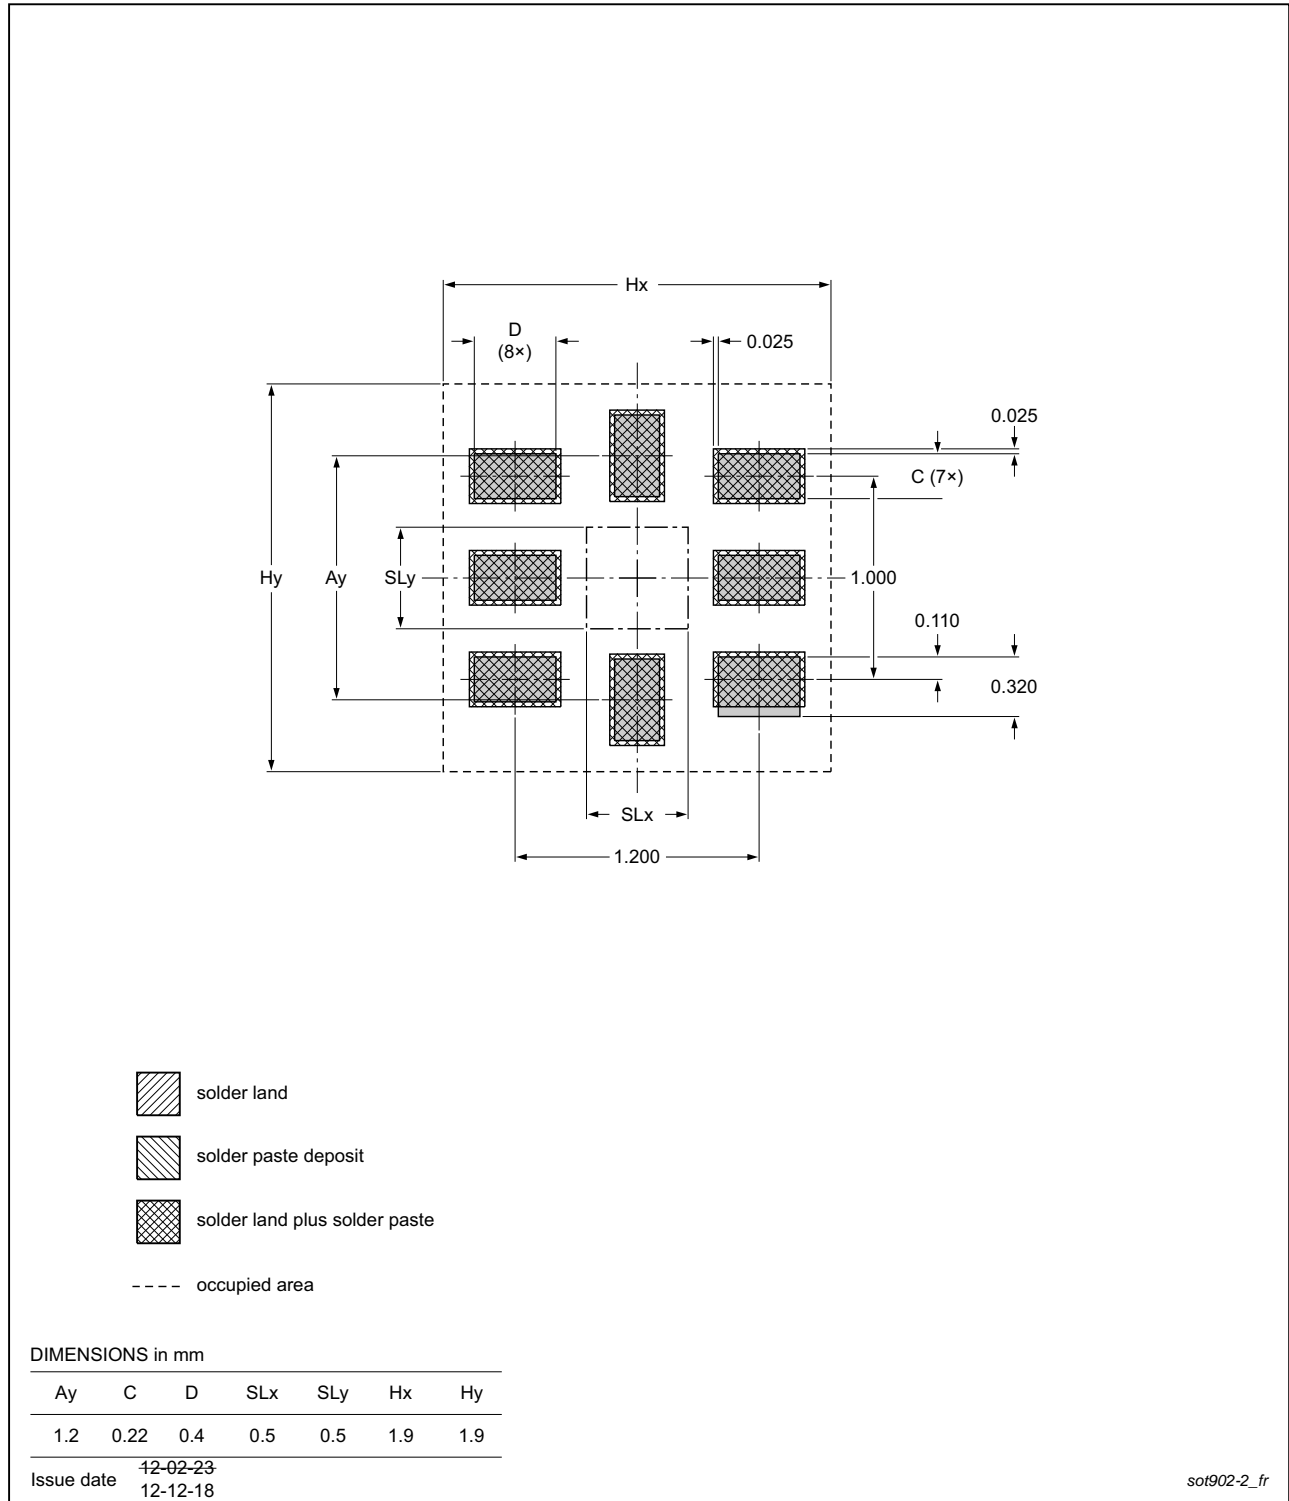 Hx
D
(8×)
0.025
0.025
C (7×)
Hy
Ay
SLy
1.000
0.110
0.320
SLx
1.200
solder land
solder paste deposit
solder land plus solder paste
occupied area
DIMENSIONS in mm
Ay C D SLx SLy Hx Hy
1.2 0.22 0.4 0.5 0.5 1.9 1.9
Issue date
12-02-23
12-12-18
sot902-2_fr